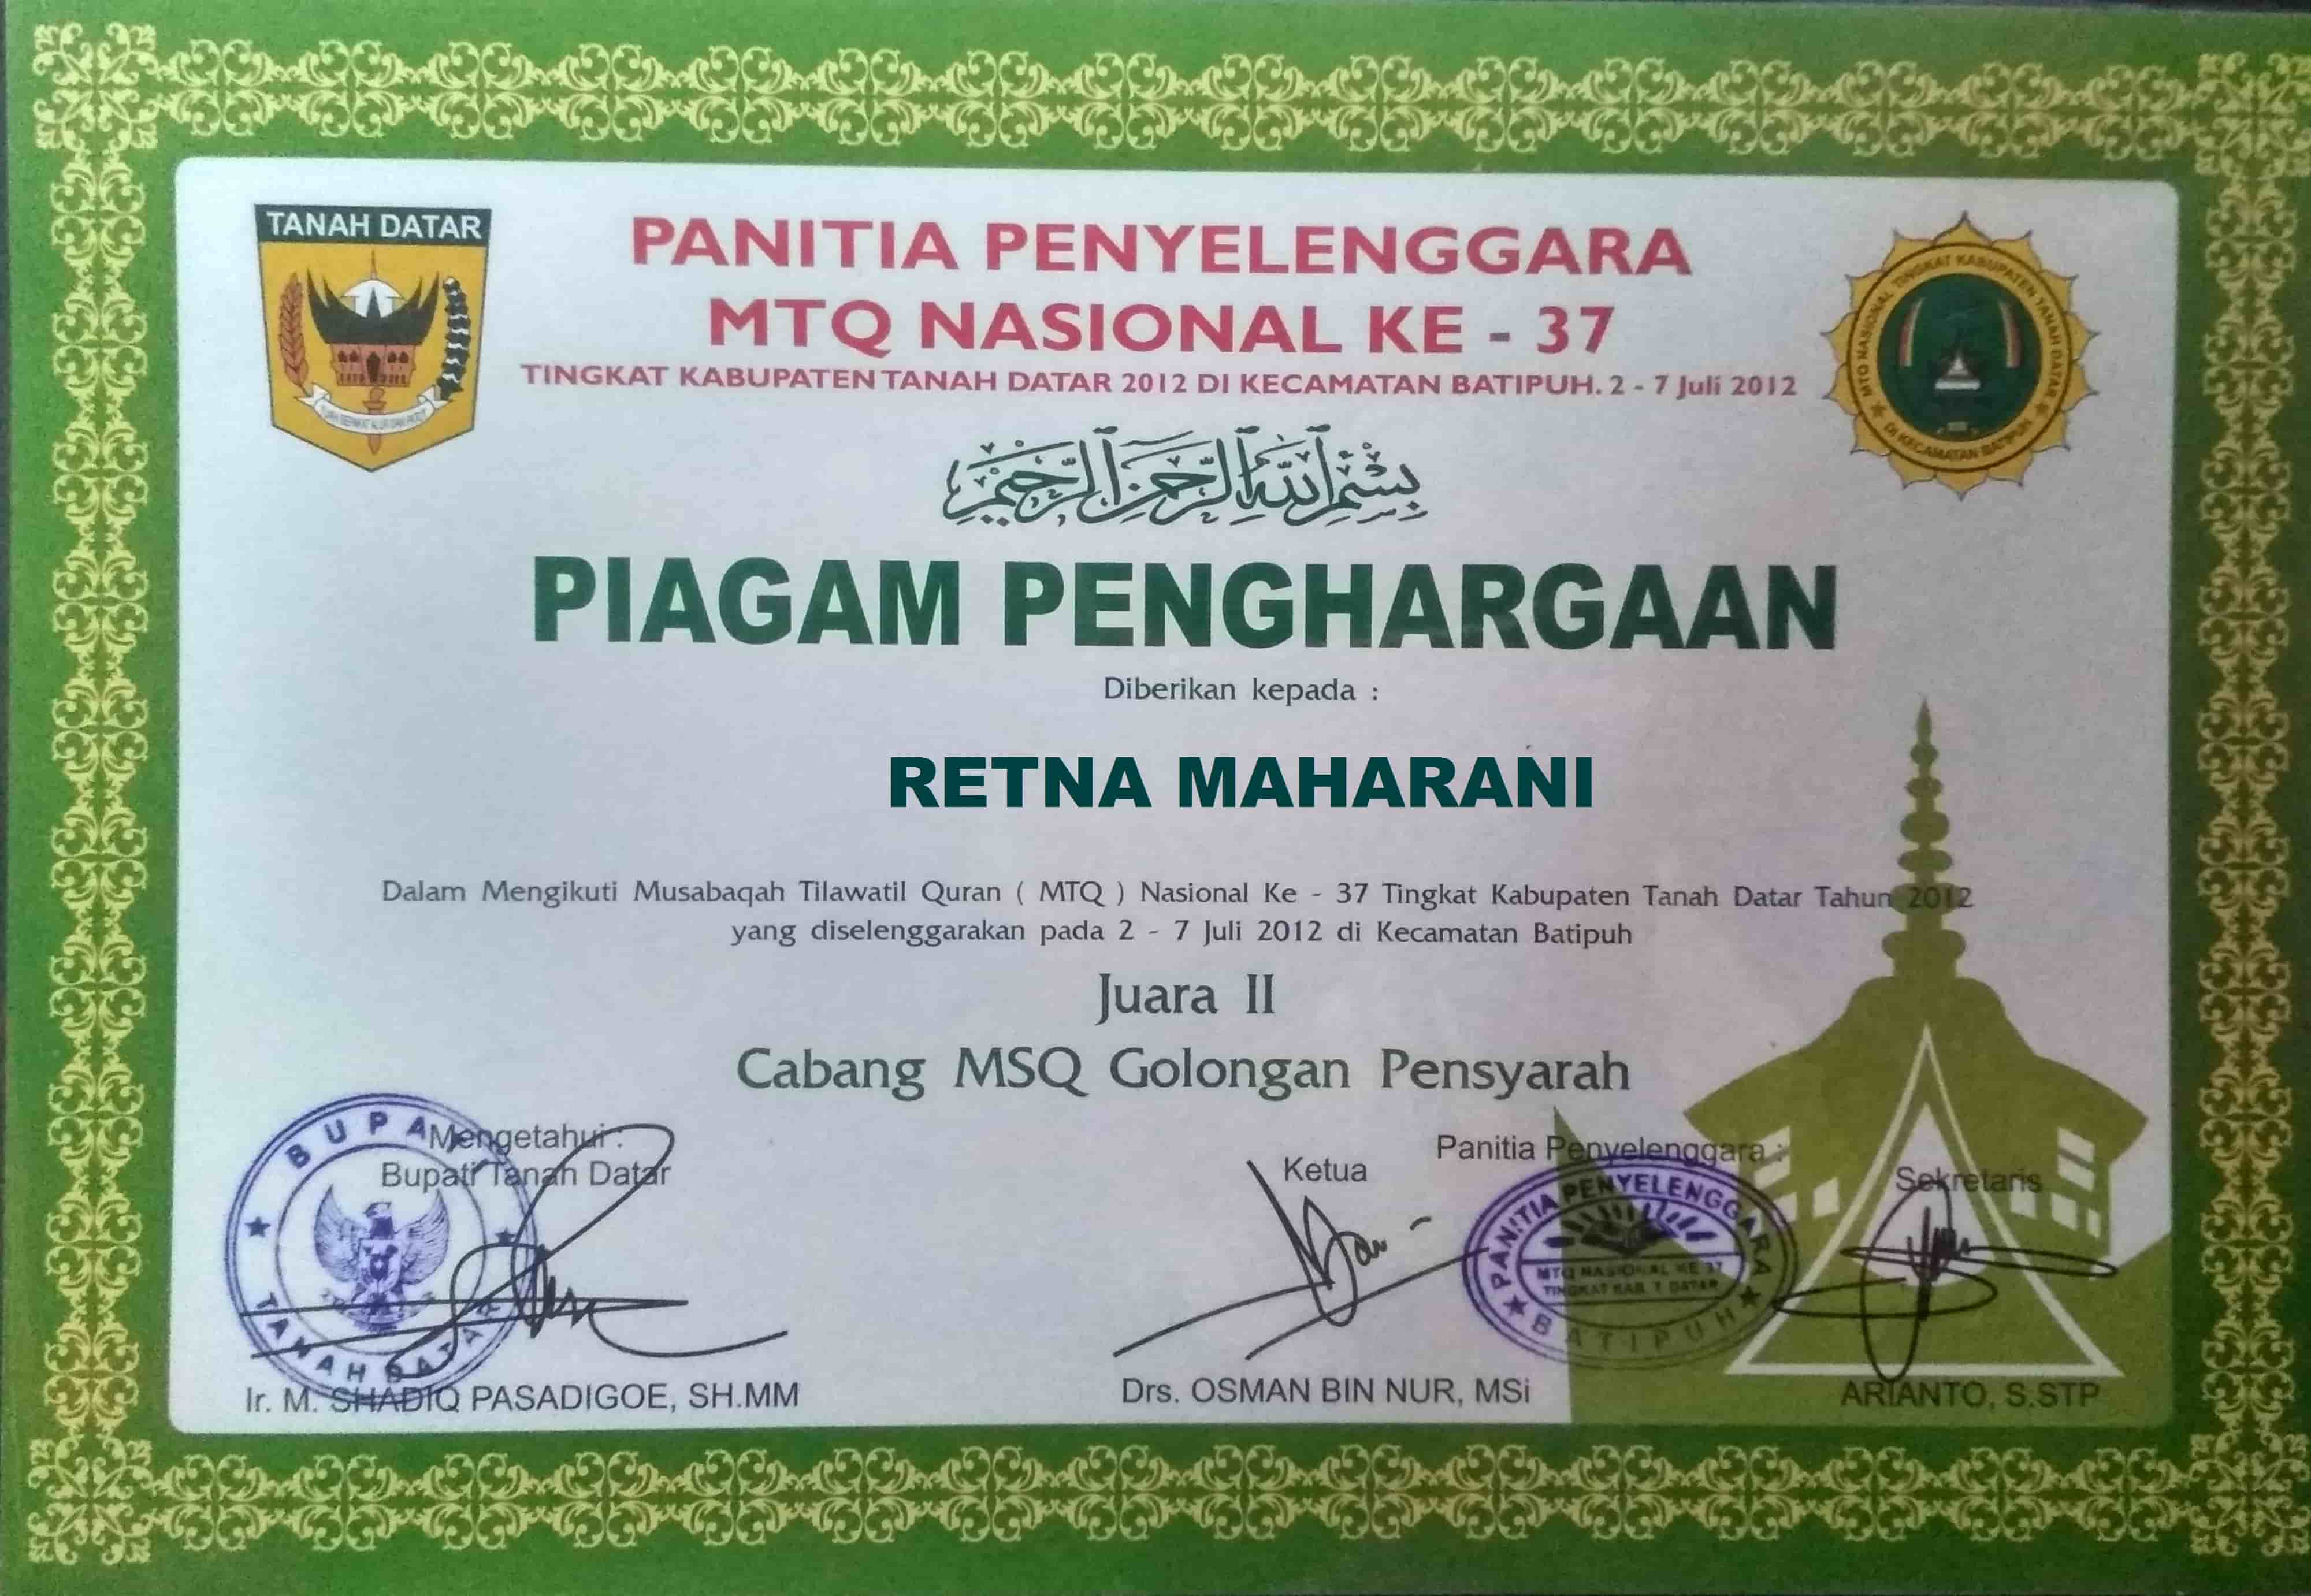 TANAH DATAR
PANITIA PENYELENGGARA
MTQ NASIONAL KE - 37
TINGKAT KABUPATEN TANAH DATAR 2012 DI KECAMATAN BATIPUH. 2 - 7 Juli 2012
MTQ NASIONAL TINGKAT KABUPATEN TANAH DATAR
DI KECAMATAN BATIPUH
بِسْمِ اللَّهِ الرَّحْمَنِ الرَّحِيمِ
PIAGAM PENGHARGAAN
Diberikan kepada :
RETNA MAHARANI
Dalam Mengikuti Musabaqah Tilawatil Quran ( MTQ ) Nasional Ke - 37 Tingkat Kabupaten Tanah Datar Tahun 2012
yang diselenggarakan pada 2 - 7 Juli 2012 di Kecamatan Batipuh
Juara II
Cabang MSQ Golongan Pensyarah
Mengetahui :
Bupati Tanah Datar
BUPATI
TANAH DATAR
Ir. M. SHADIQ PASADIGOE, SH.MM
Panitia Penyelenggara :
Ketua
Drs. OSMAN BIN NUR, MSi
PANITIA PENYELENGGARA
MTQ NASIONAL KE 37
TINGKAT KAB. T. DATAR
BATIPUH
Sekretaris
ARIANTO, S.STP